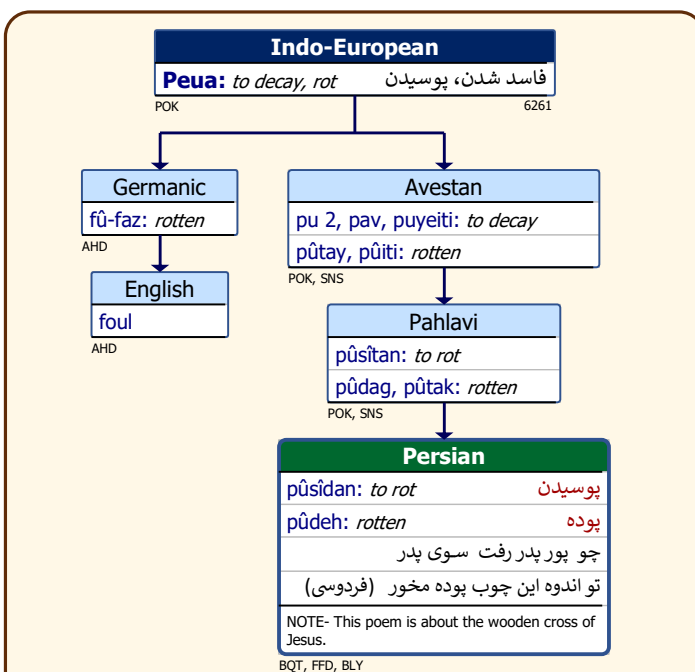 Indo-European
Peua: to decay, rot فاسد شدن، پوسیدن
POK 6261
Germanic
fû-faz: rotten
AHD
English
foul
AHD
Avestan
pu 2, pav, puyeiti: to decay
pûtay, pûiti: rotten
POK, SNS
Pahlavi
pûsîtan: to rot
pûdag, pûtak: rotten
POK, SNS
Persian
pûsîdan: to rot پوسیدن
pûdeh: rotten پوده
چو پور پدر رفت سوی پدر
تو اندوه این چوب پوده مخور (فردوسی)
NOTE- This poem is about the wooden cross of
Jesus.
BQT, FFD, BLY